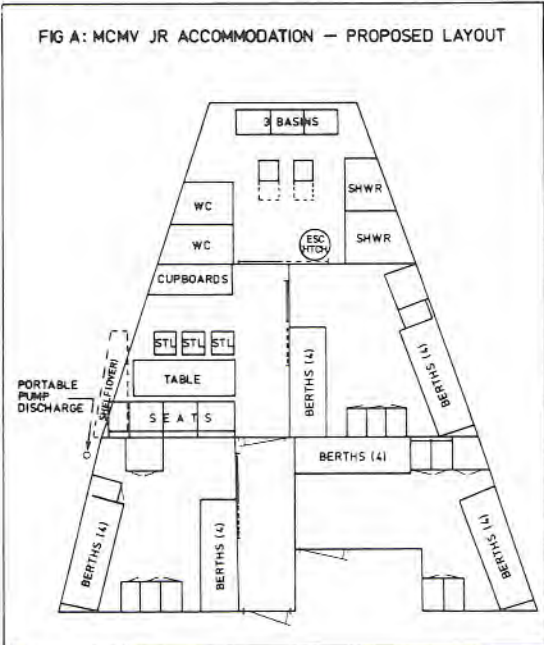 FIG A: MCMV JR ACCOMMODATION — PROPOSED LAYOUT
3 BASINS
WC
SHWR
WC
SHWR
ESC
HTCH
CUPBOARDS
STL STL STL
TABLE
SHELF(OVER)
SEATS
PORTABLE
PUMP
DISCHARGE
BERTHS (4)
BERTHS (4)
BERTHS (4)
BERTHS (4)
BERTHS (4)
BERTHS (4)